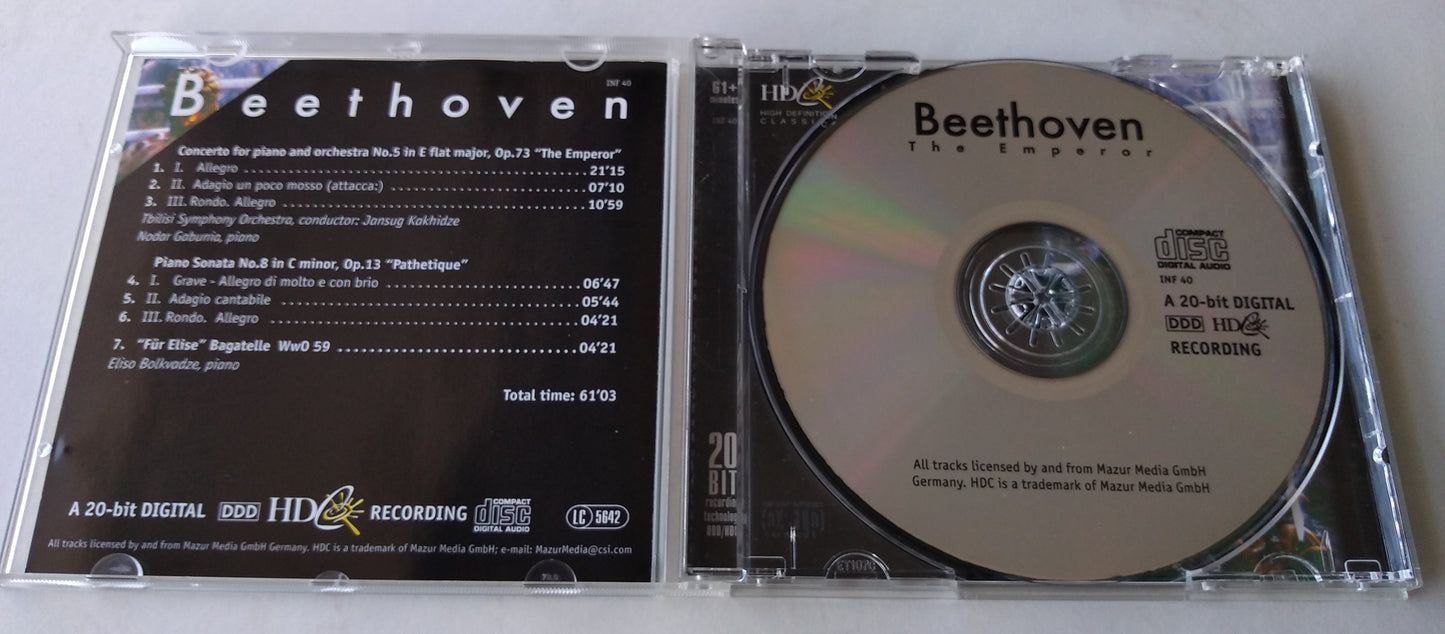 INF 40
Beethoven
Concerto for piano and orchestra No.5 in E flat major, Op.73 "The Emperor"
1. I. Allegro ........ 21'15
2. II. Adagio un poco mosso (attacca:) ........ 07'10
3. III. Rondo. Allegro ........ 10'59
Tbilisi Symphony Orchestra, conductor: Jansug Kakhidze
Nodar Gabunia, piano
Piano Sonata No.8 in C minor, Op.13 "Pathetique"
4. I. Grave - Allegro di molto e con brio ........ 06'47
5. II. Adagio cantabile ........ 05'44
6. III. Rondo. Allegro ........ 04'21
7. "Für Elise" Bagatelle WwO 59 ........ 04'21
Eliso Bolkvadze, piano
Total time: 61'03
A 20-bit DIGITAL DDD HDC RECORDING COMPACT disc DIGITAL AUDIO LC 5642
All tracks licensed by and from Mazur Media GmbH Germany. HDC is a trademark of Mazur Media GmbH; e-mail: MazurMedia@csi.com
61+
minutes
INF 40
HDC
HIGH DEFINITION
CLASSICS
20
BIT
recording
technology
Beethoven
The Emperor
COMPACT
disc
DIGITAL AUDIO
INF 40
A 20-bit DIGITAL
DDD HDC
RECORDING
All tracks licensed by and from Mazur Media GmbH
Germany. HDC is a trademark of Mazur Media GmbH